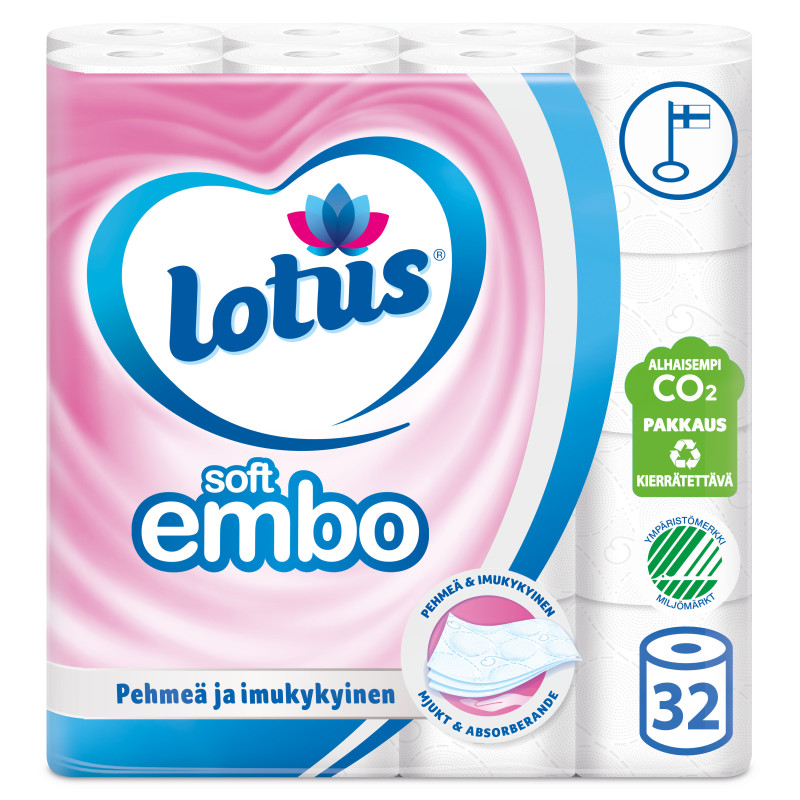 lotus®
soft
embo
Pehmeä ja imukykyinen
PEHMEÄ & IMUKYKYINEN
MJUKT & ABSORBERANDE
ALHAISEMPI
CO₂
PAKKAUS
KIERRÄTETTÄVÄ
YMPÄRISTÖMERKKI
MILJÖMÄRKT
32